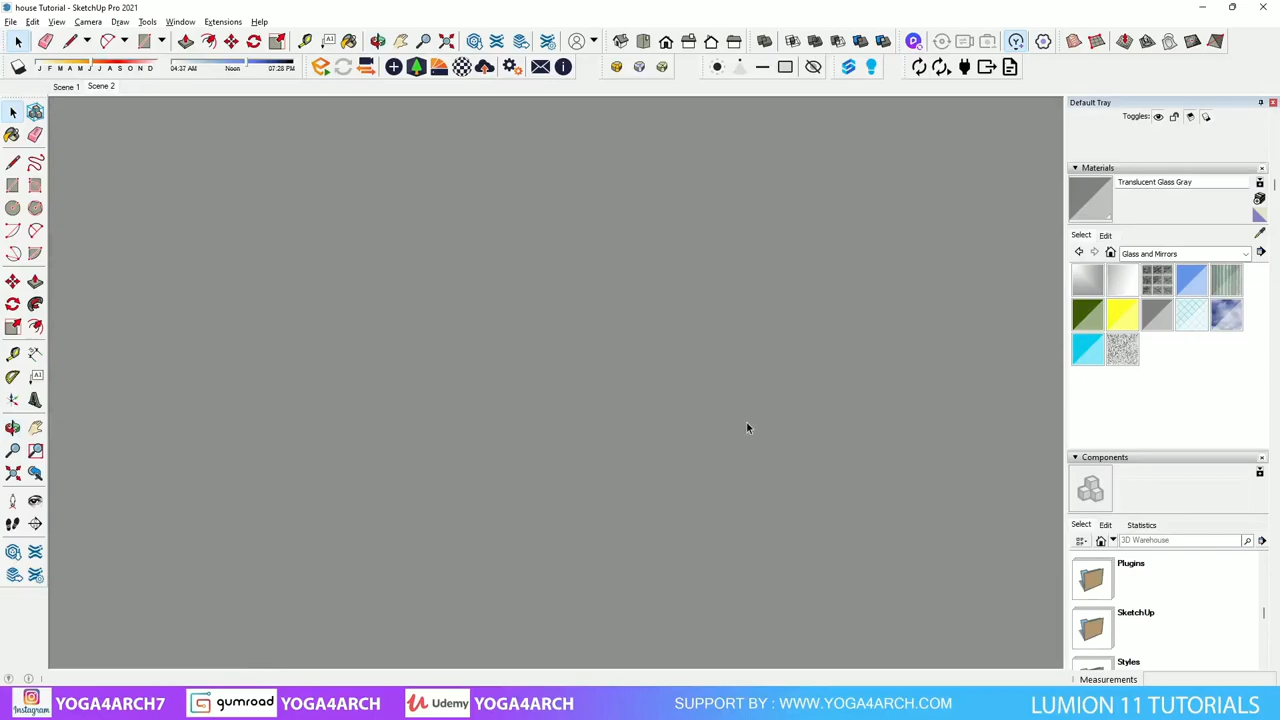 house Tutorial - SketchUp Pro 2021
File Edit View Camera Draw Tools Window Extensions Help
J F M A M J J A S O N D 04:37 AM Noon 07:28 PM
Scene 1 Scene 2
Default Tray
Toggles:
Materials
Translucent Glass Gray
Select Edit
Glass and Mirrors
Components
Select Edit Statistics
3D Warehouse
Plugins
SketchUp
Styles
Measurements
Instagram YOGA4ARCH7 gumroad YOGA4ARCH Udemy YOGA4ARCH SUPPORT BY : WWW.YOGA4ARCH.COM LUMION 11 TUTORIALS